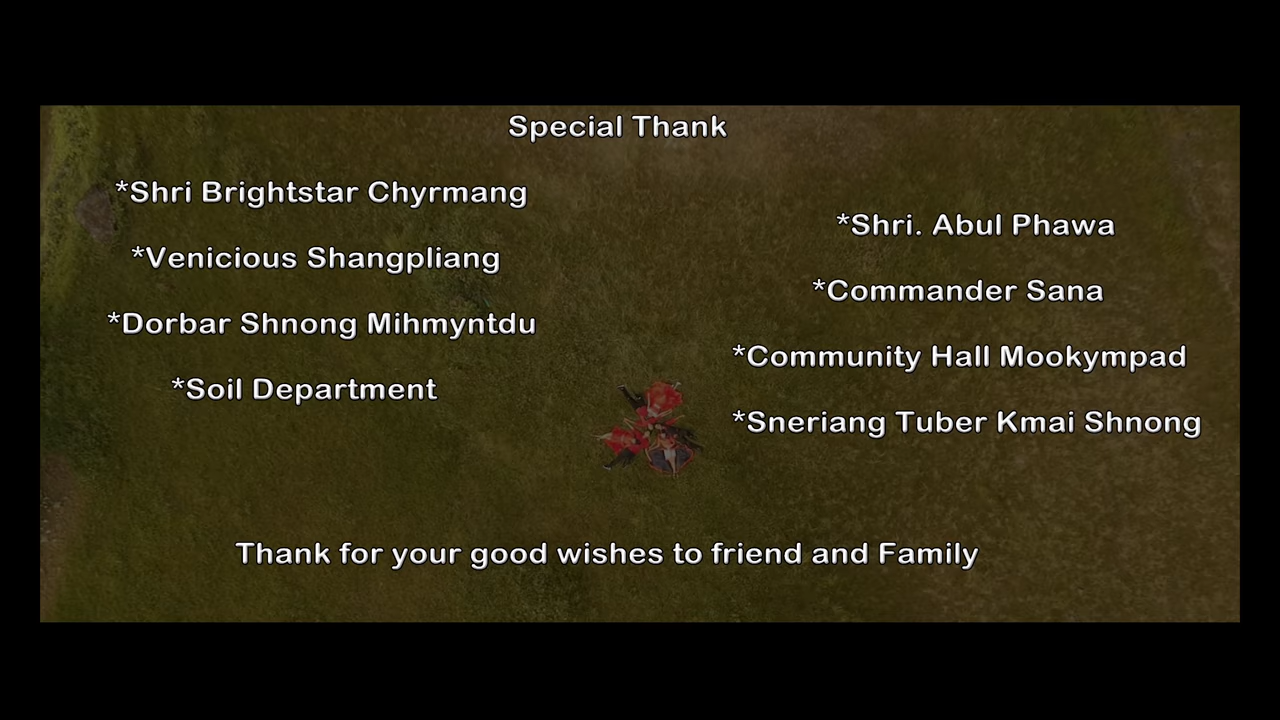 Special Thank
*Shri Brightstar Chyrmang
*Venicious Shangpliang
*Dorbar Shnong Mihmyntdu
*Soil Department
*Shri. Abul Phawa
*Commander Sana
*Community Hall Mookympad
*Sneriang Tuber Kmai Shnong
Thank for your good wishes to friend and Family